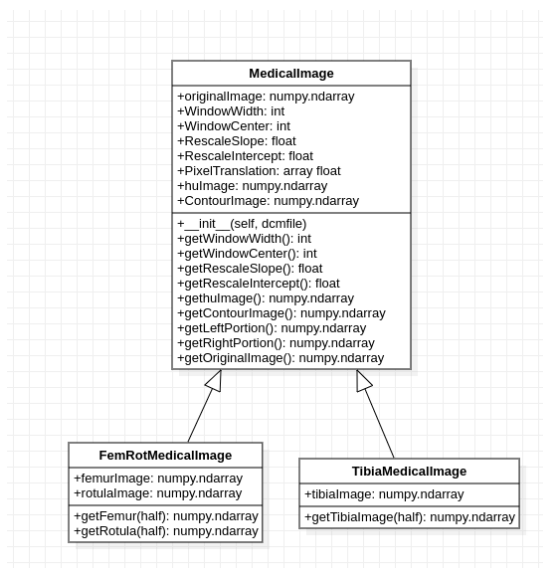 MedicalImage
+originalImage: numpy.ndarray
+WindowWidth: int
+WindowCenter: int
+RescaleSlope: float
+RescaleIntercept: float
+PixelTranslation: array float
+huImage: numpy.ndarray
+ContourImage: numpy.ndarray
+__init__(self, dcmfile)
+getWindowWidth(): int
+getWindowCenter(): int
+getRescaleSlope(): float
+getRescaleIntercept(): float
+gethuImage(): numpy.ndarray
+getContourImage(): numpy.ndarray
+getLeftPortion(): numpy.ndarray
+getRightPortion(): numpy.ndarray
+getOriginalImage(): numpy.ndarray
FemRotMedicalImage
+femurImage: numpy.ndarray
+rotulaImage: numpy.ndarray
+getFemur(half): numpy.ndarray
+getRotula(half): numpy.ndarray
TibiaMedicalImage
+tibiaImage: numpy.ndarray
+getTibiaImage(half): numpy.ndarray